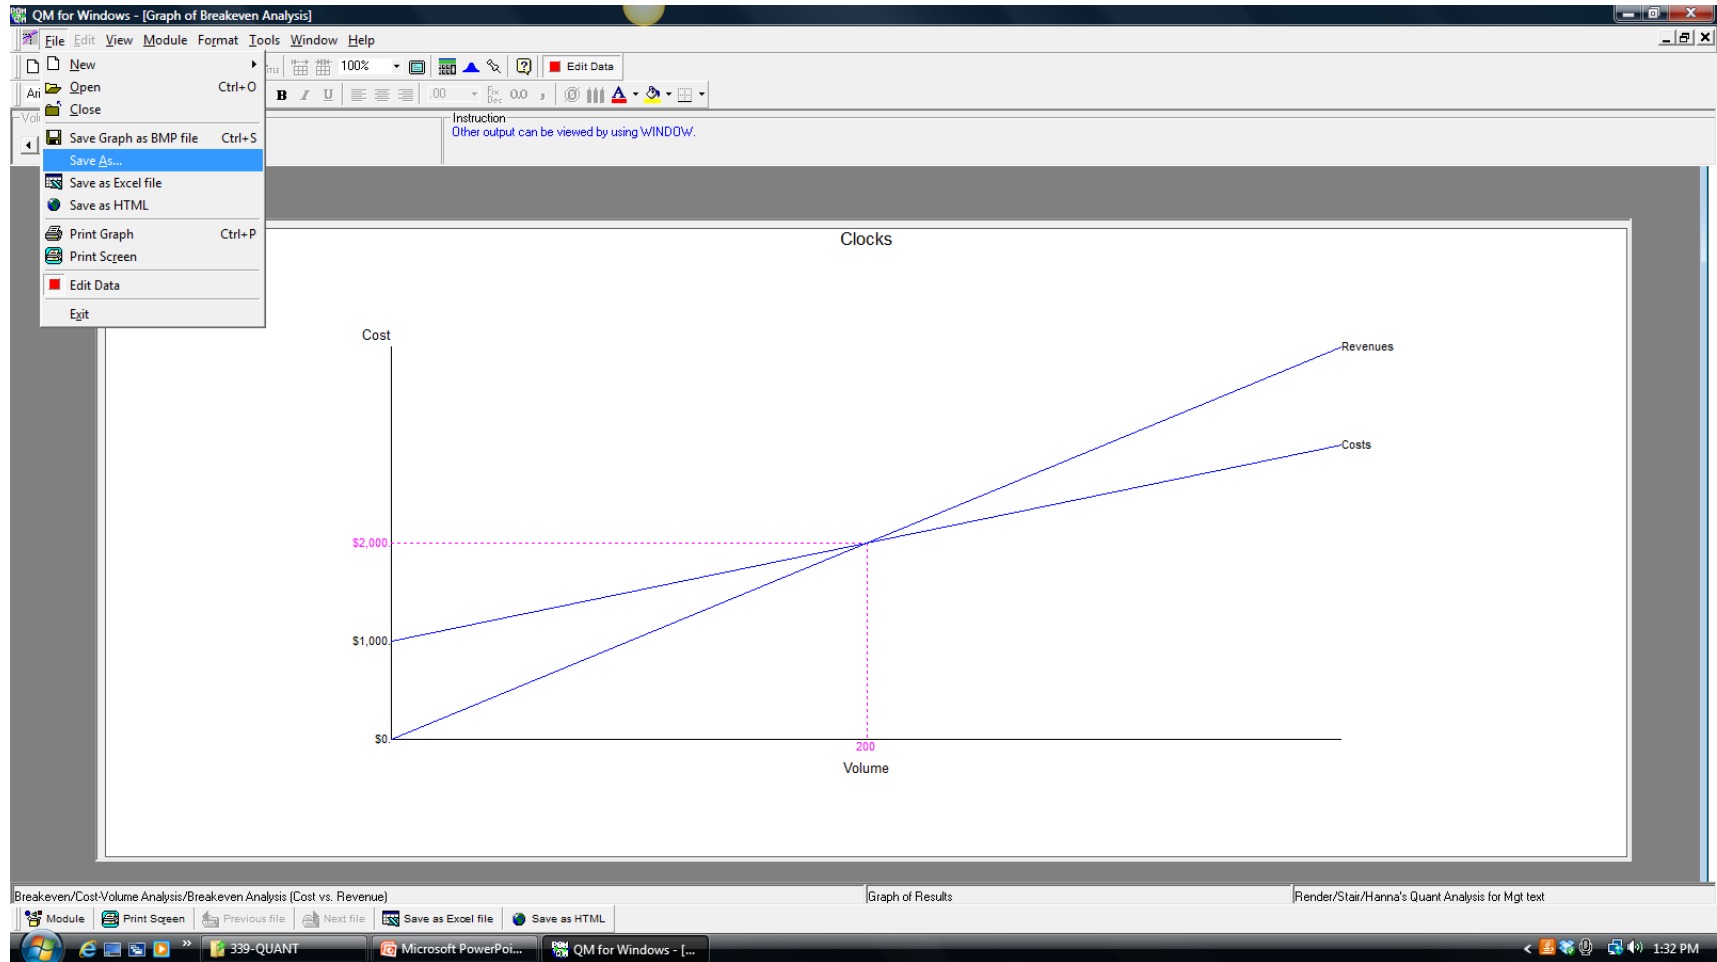 QM for Windows - [Graph of Breakeven Analysis]
File Edit View Module Format Tools Window Help
New
Open Ctrl+O
Close
Save Graph as BMP file Ctrl+S
Save As...
Save as Excel file
Save as HTML
Print Graph Ctrl+P
Print Screen
Edit Data
Exit
100% Edit Data
B I U .00 Fix Dec 0.0 ,
Instruction
Other output can be viewed by using WINDOW.
Clocks
Cost
Revenues
Costs
$2,000
$1,000
$0
200
Volume
Breakeven/Cost-Volume Analysis/Breakeven Analysis (Cost vs. Revenue) Graph of Results Render/Stair/Hanna's Quant Analysis for Mgt text
Module Print Screen Previous file Next file Save as Excel file Save as HTML
339-QUANT Microsoft PowerPoi... QM for Windows - [... 1:32 PM